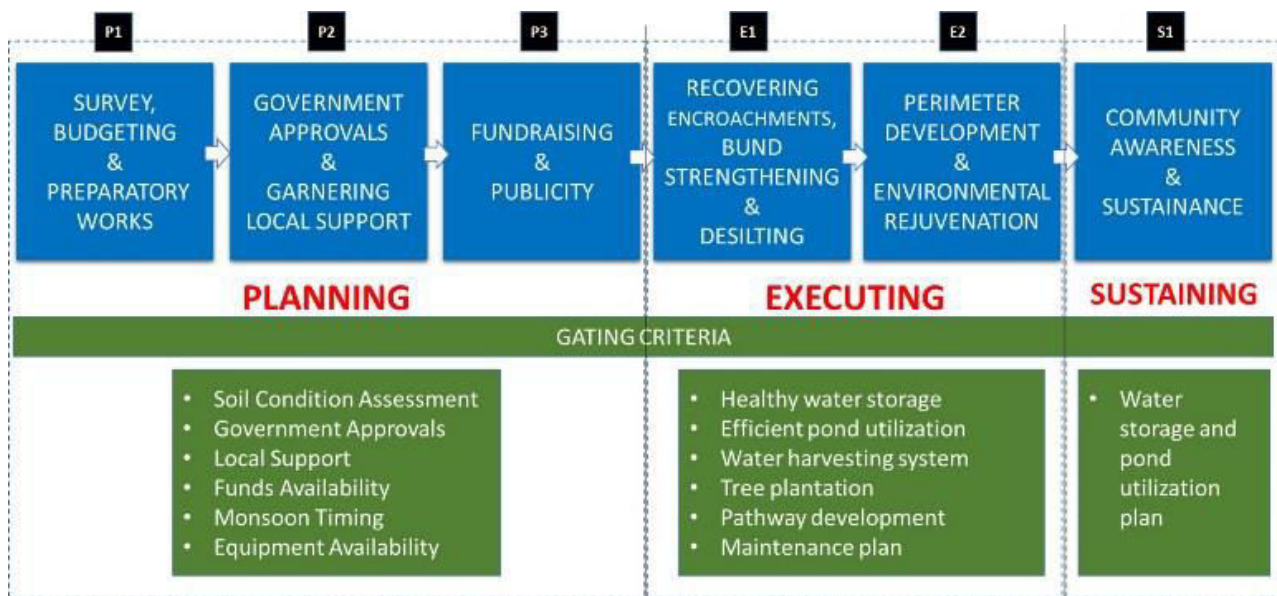 P1
P2
P3
E1
E2
S1
SURVEY,
BUDGETING
&
PREPARATORY
WORKS
GOVERNMENT
APPROVALS
&
GARNERING
LOCAL SUPPORT
FUNDRAISING
&
PUBLICITY
RECOVERING
ENCROACHMENTS,
BUND
STRENGTHENING
&
DESILTING
PERIMETER
DEVELOPMENT
&
ENVIRONMENTAL
REJUVENATION
COMMUNITY
AWARENESS
&
SUSTAINANCE
PLANNING
EXECUTING
SUSTAINING
GATING CRITERIA
• Soil Condition Assessment
• Government Approvals
• Local Support
• Funds Availability
• Monsoon Timing
• Equipment Availability
• Healthy water storage
• Efficient pond utilization
• Water harvesting system
• Tree plantation
• Pathway development
• Maintenance plan
• Water
storage and
pond
utilization
plan